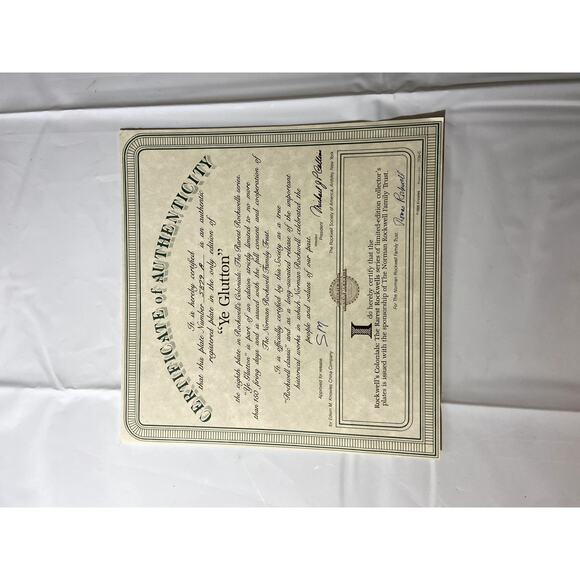 CERTIFICATE of AUTHENTICITY
It is hereby certified
that this plate Number is an authentic
registered plate in the only edition of
"Ye Glutton"
the eighth plate in Rockwell's Colonials: The Rarest Rockwells series.
"Ye Glutton" is part of an edition strictly limited to no more
than 150 firing days and is issued with the full consent and cooperation of
The Norman Rockwell Family Trust.
It is officially certified by this Society as a true
"Rockwell classic" and as a long-awaited release of the important
historical works in which Norman Rockwell celebrated the
people and values of our past.
Approved for release SM
for Edwin M. Knowles China Company
President
The Rockwell Society of America, Ardsley, New York
I do hereby certify that the
Rockwell's Colonials: The Rarest Rockwells series of limited-edition collector's
plates is issued with the sponsorship of The Norman Rockwell Family Trust.
For The Norman Rockwell Family Trust